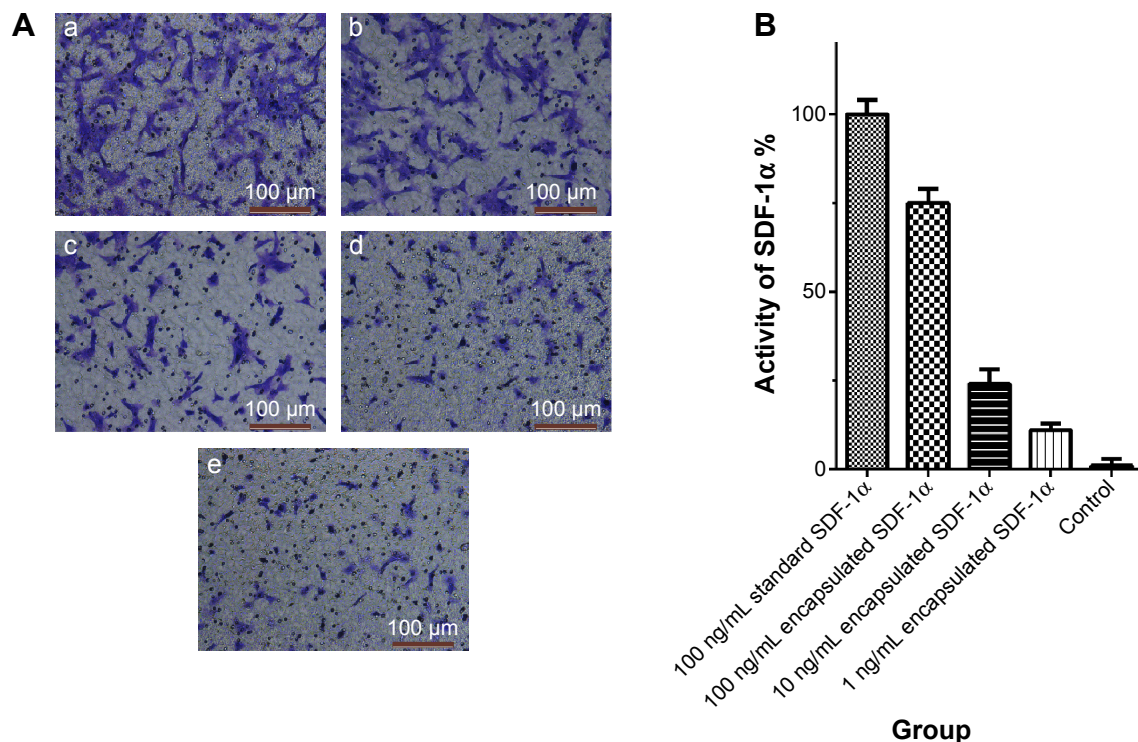 A
a
100 μm
b
100 μm
c
100 μm
d
100 μm
e
100 μm
B
Activity of SDF-1α %
100
50
0
100 ng/mL standard SDF-1α
100 ng/mL encapsulated SDF-1α
10 ng/mL encapsulated SDF-1α
1 ng/mL encapsulated SDF-1α
Control
Group